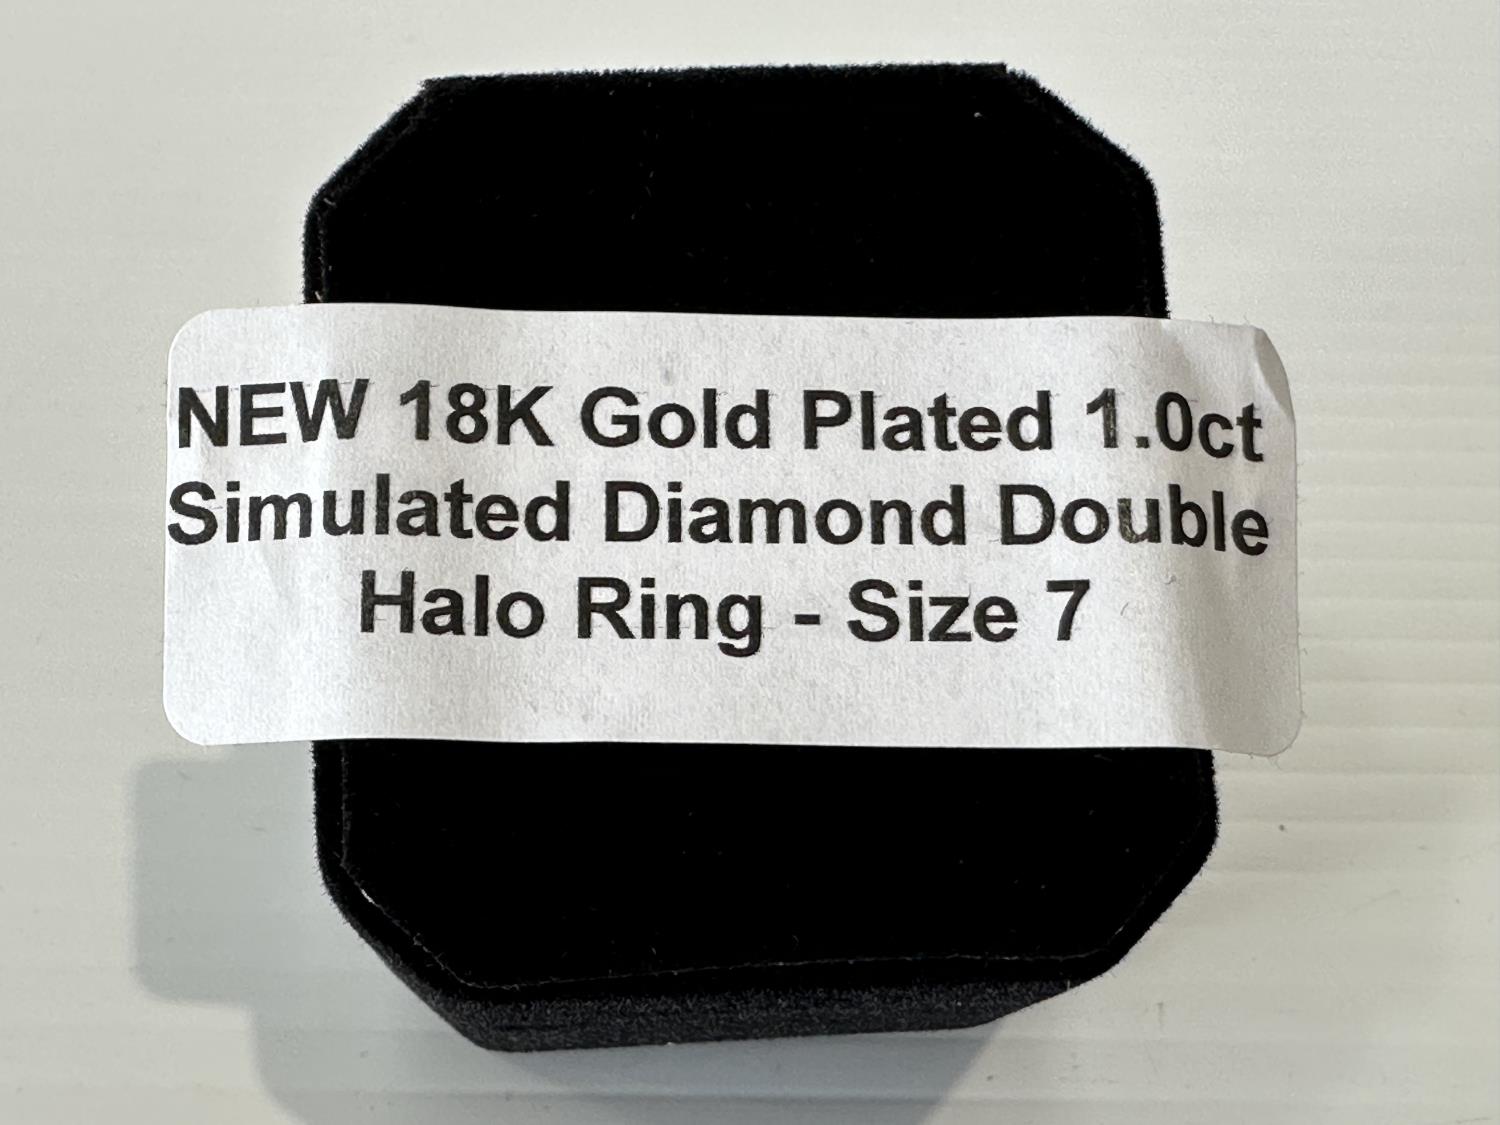 NEW 18K Gold Plated 1.0ct
Simulated Diamond Double
Halo Ring - Size 7